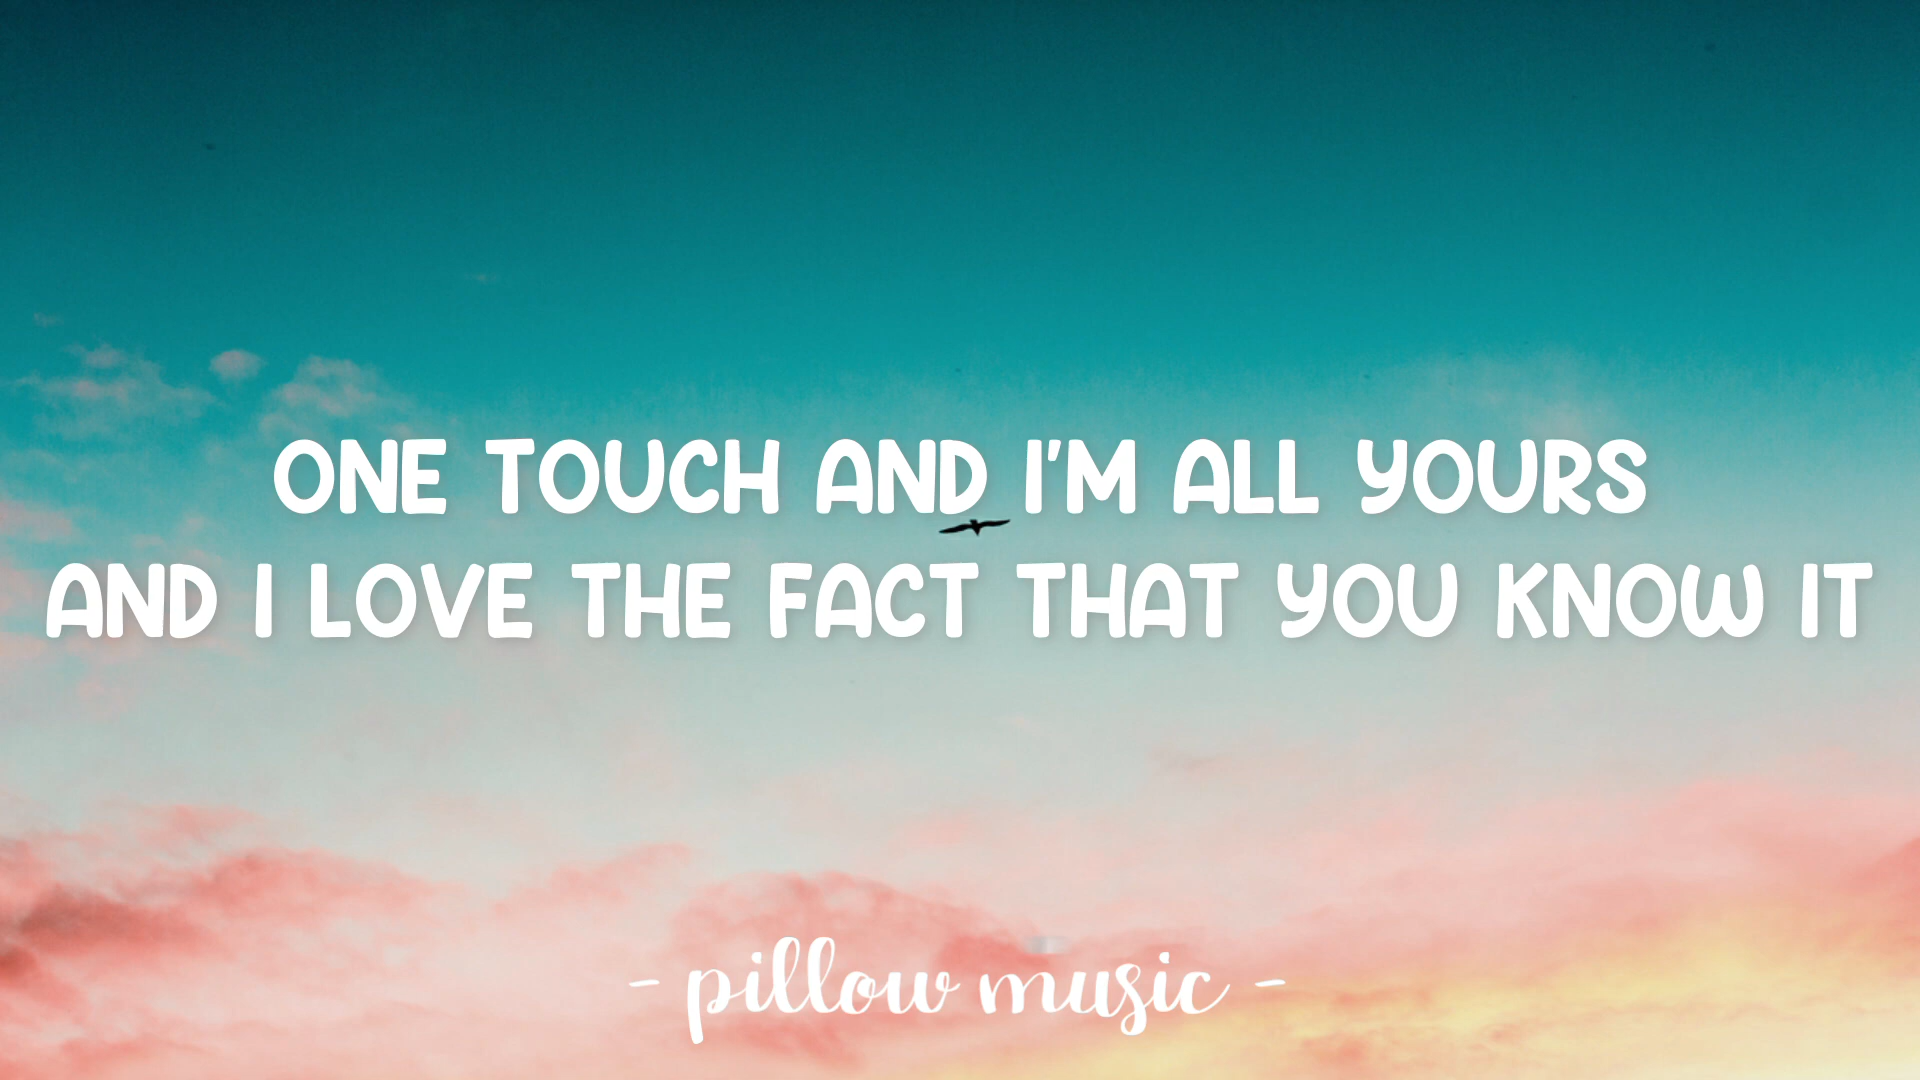 ONE TOUCH AND I'M ALL YOURS
AND I LOVE THE FACT THAT YOU KNOW IT
- pillow music -